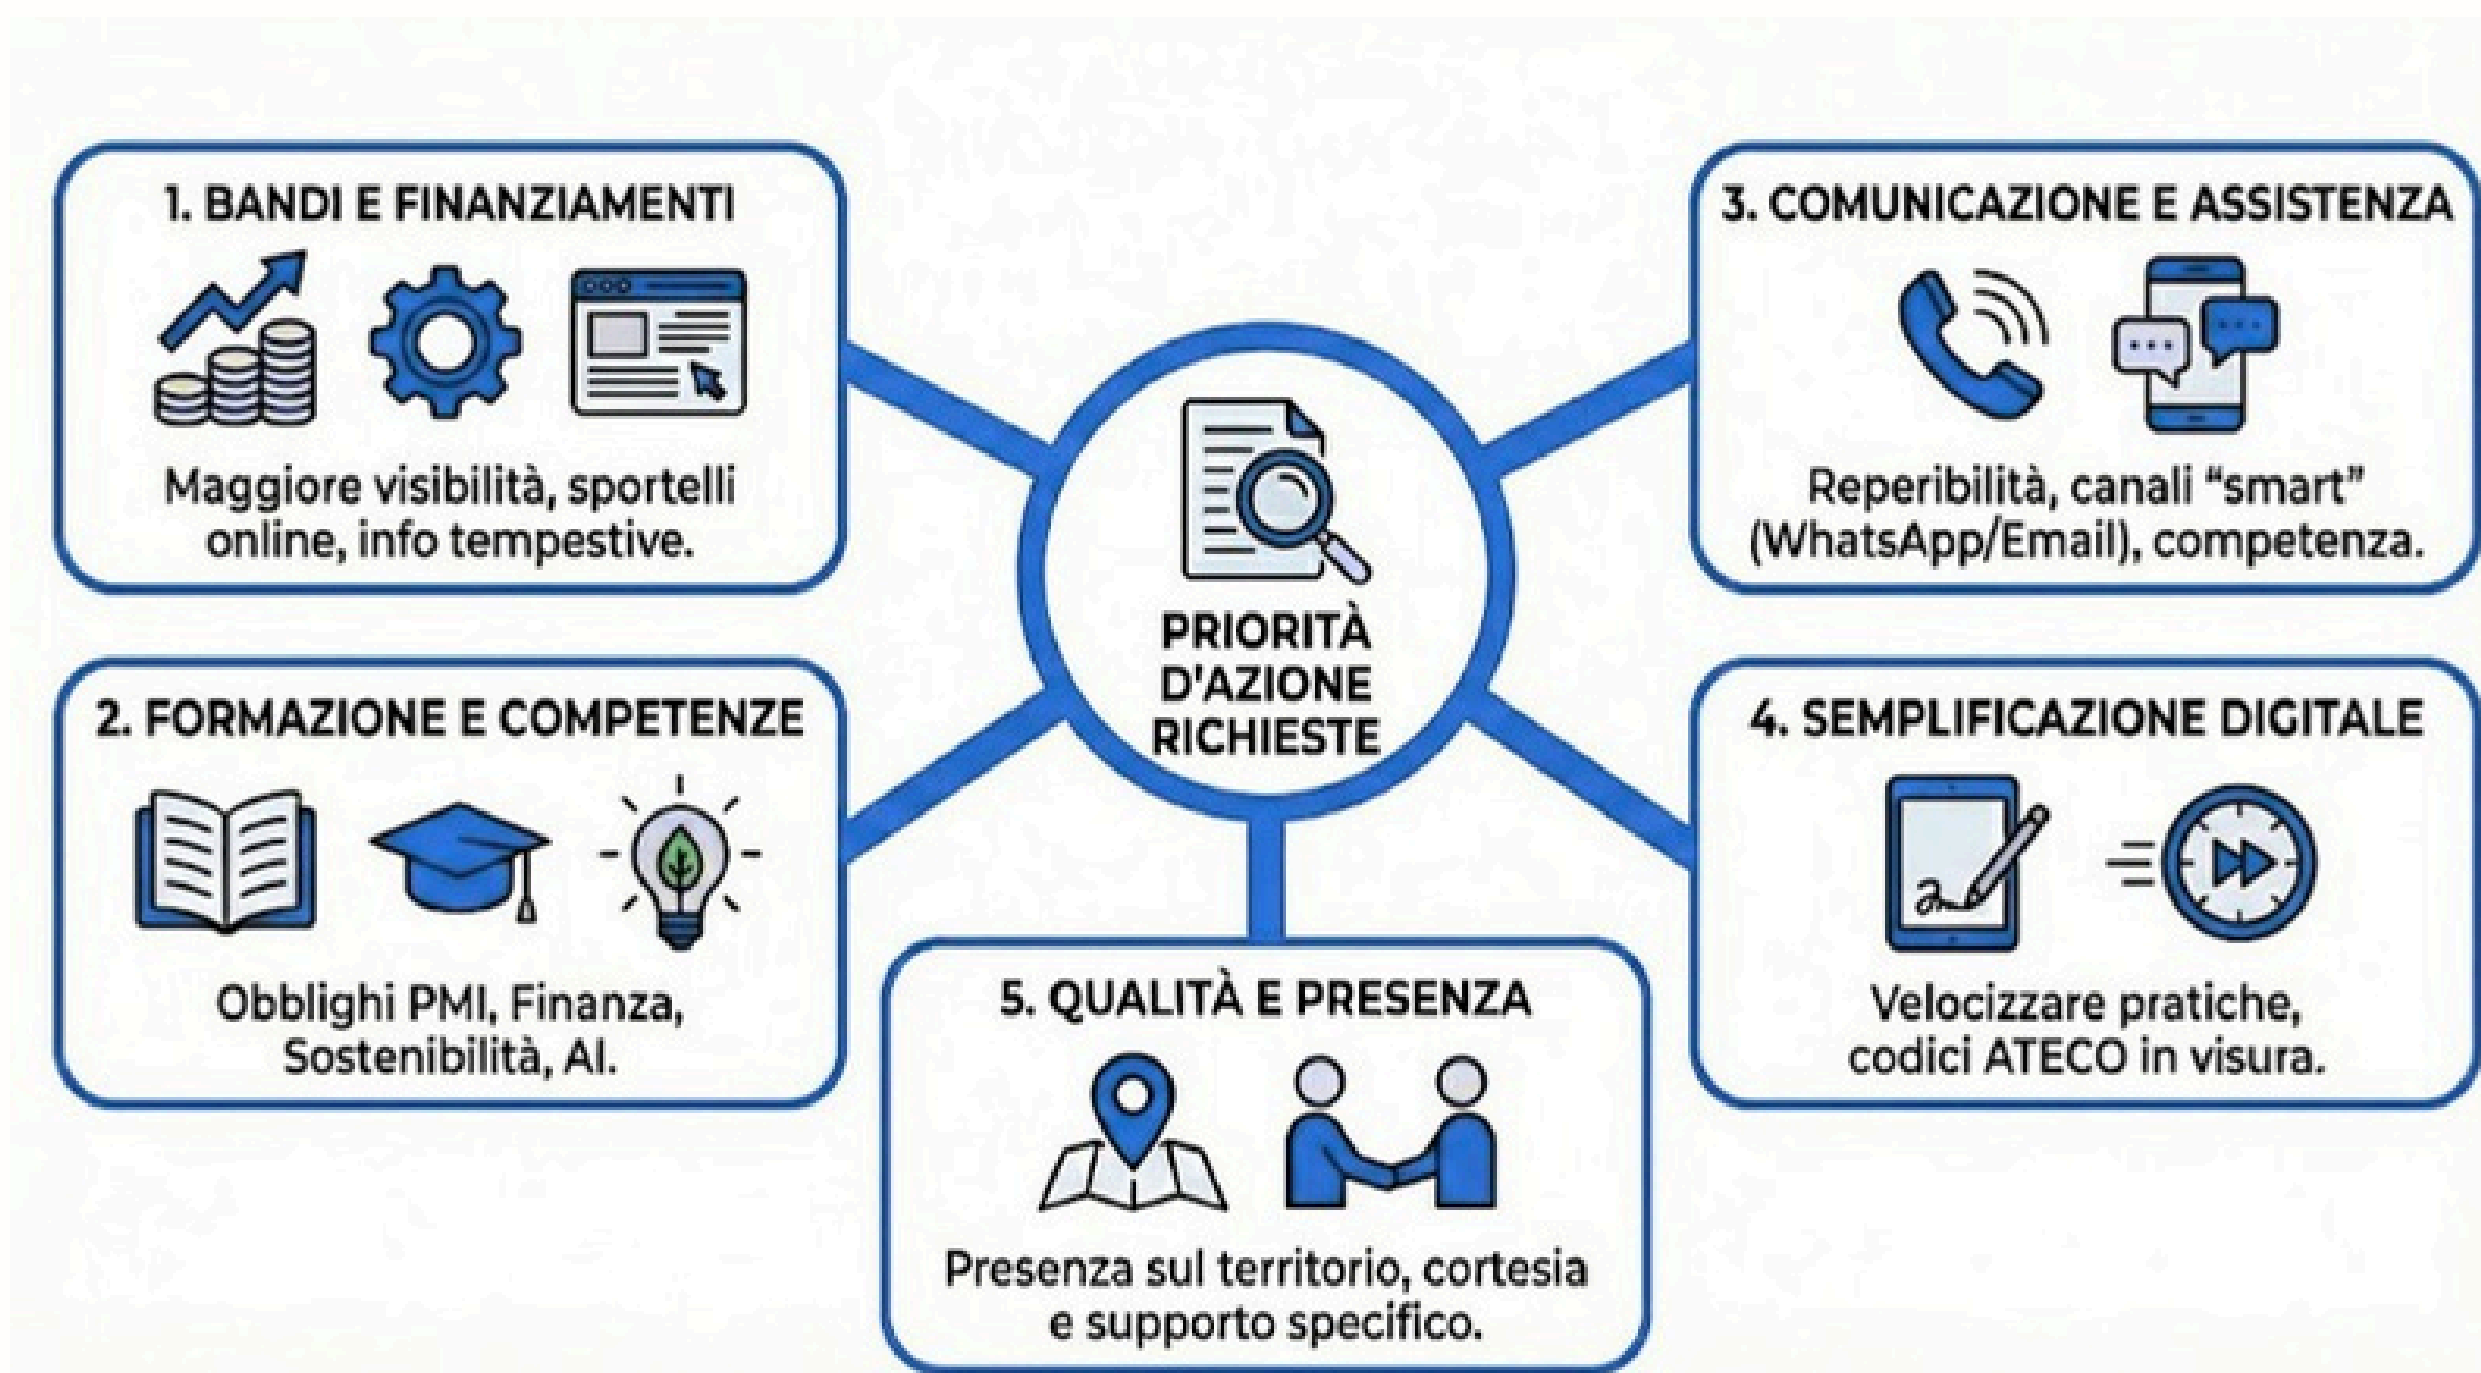 1. BANDI E FINANZIAMENTI
Maggiore visibilità, sportelli
online, info tempestive.
2. FORMAZIONE E COMPETENZE
Obblighi PMI, Finanza,
Sostenibilità, AI.
PRIORITÀ
D'AZIONE
RICHIESTE
3. COMUNICAZIONE E ASSISTENZA
Reperibilità, canali “smart”
(WhatsApp/Email), competenza.
4. SEMPLIFICAZIONE DIGITALE
Velocizzare pratiche,
codici ATECO in visura.
5. QUALITÀ E PRESENZA
Presenza sul territorio, cortesia
e supporto specifico.